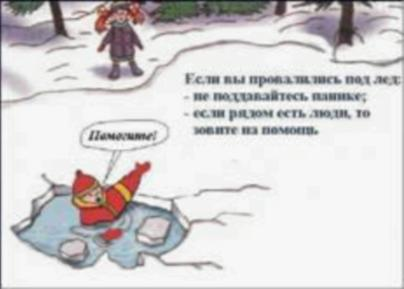 Если вы провалились под лед:
- не поддавайтесь панике;
- если рядом есть люди, то
зовите на помощь
Помогите!